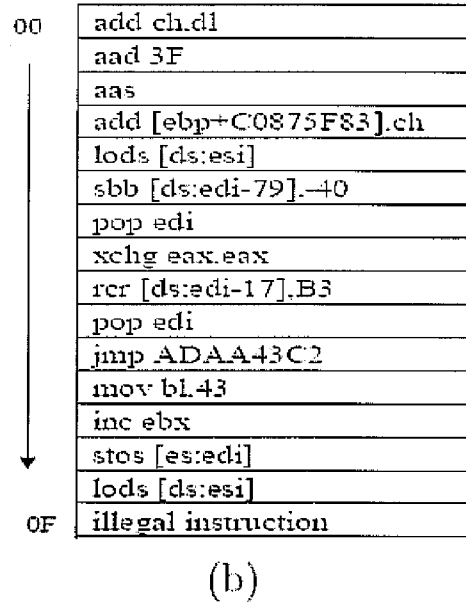 00 add ch.dl
aad 3F
aas
add [ebp+C0875F83].ch
lods [ds:esi]
sbb [ds:edi-79].-40
pop edi
xchg eax.eax
rcr [ds:edi-17].B3
pop edi
jmp ADAA43C2
mov bl.43
inc ebx
stos [es:edi]
lods [ds:esi]
0F illegal instruction
(b)